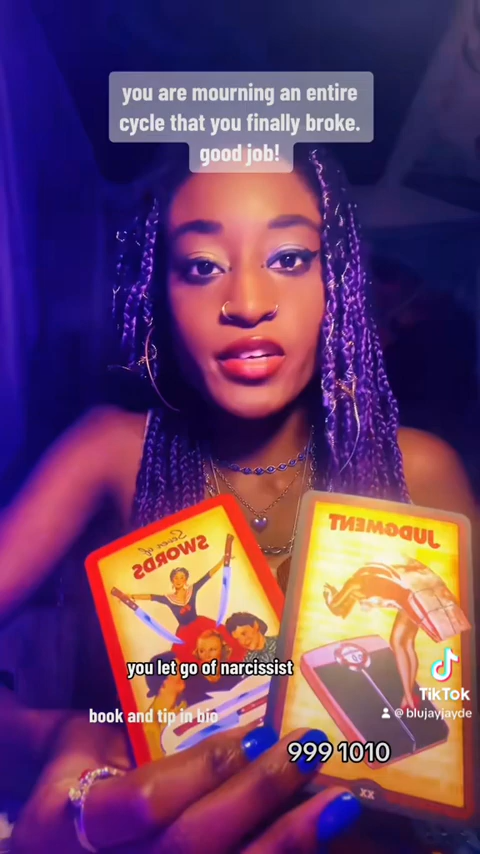 you are mourning an entire
cycle that you finally broke.
good job!
Seven of
SWORDS
JUDGMENT
you let go of narcissist
TikTok
@blujayjayde
book and tip in bio
999 1010
XX